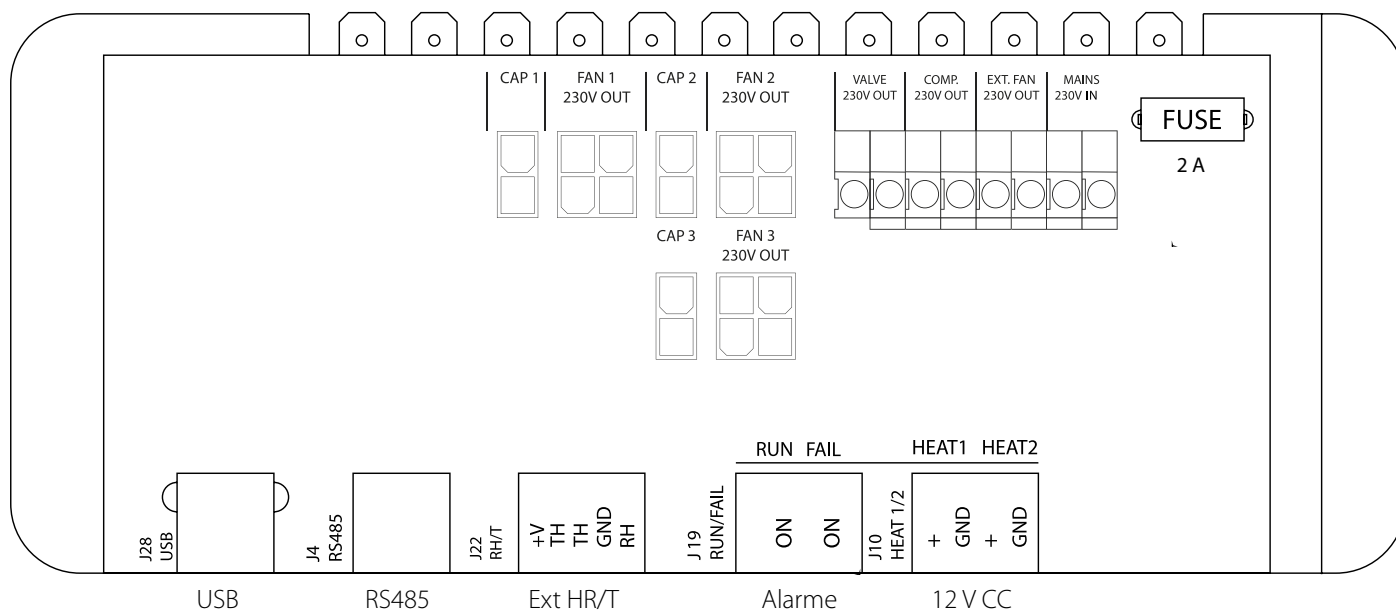 CAP 1
FAN 1
230V OUT
CAP 2
FAN 2
230V OUT
VALVE
230V OUT
COMP.
230V OUT
EXT. FAN
230V OUT
MAINS
230V IN
FUSE
2 A
CAP 3
FAN 3
230V OUT
RUN FAIL
HEAT1 HEAT2
J28
USB
J4
RS485
J22
RH/T
+V
TH
TH
GND
RH
J19
RUN/FAIL
ON
ON
J10
HEAT 1/2
+
GND
+
GND
USB
RS485
Ext HR/T
Alarme
12 V CC